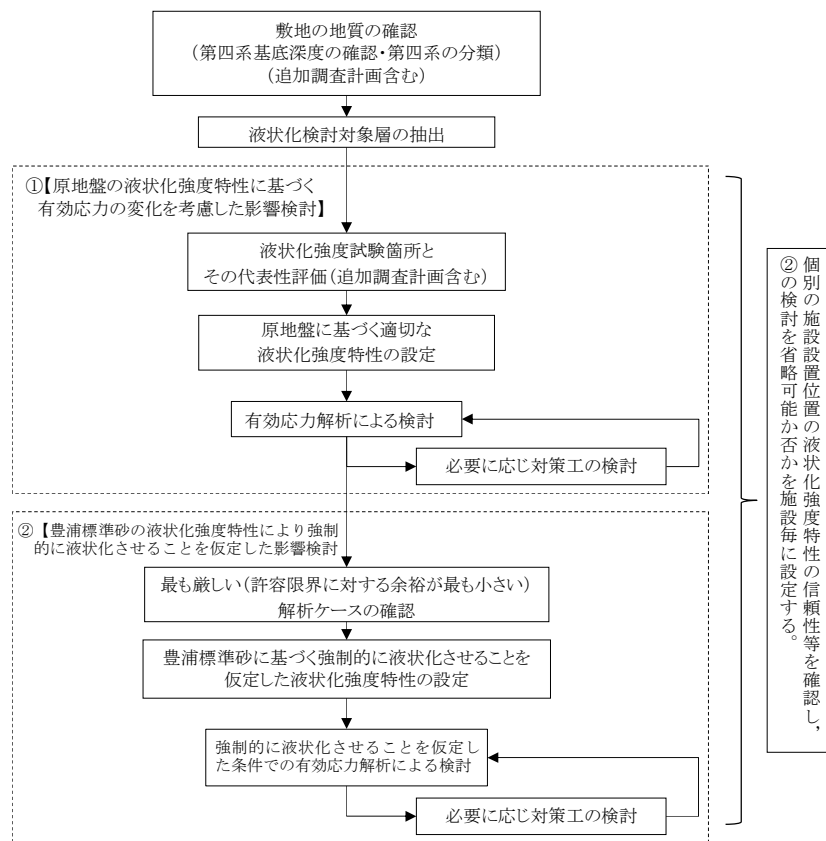 敷地の地質の確認
（第四系基底深度の確認・第四系の分類）
（追加調査計画含む）
液状化検討対象層の抽出
①【原地盤の液状化強度特性に基づく
有効応力の変化を考慮した影響検討】
液状化強度試験箇所と
その代表性評価（追加調査計画含む）
原地盤に基づく適切な
液状化強度特性の設定
有効応力解析による検討
必要に応じ対策工の検討
②【豊浦標準砂の液状化強度特性により強制
的に液状化させることを仮定した影響検討
最も厳しい（許容限界に対する余裕が最も小さい）
解析ケースの確認
豊浦標準砂に基づく強制的に液状化させることを
仮定した液状化強度特性の設定
強制的に液状化させることを仮定し
た条件での有効応力解析による検討
必要に応じ対策工の検討
個別の施設設置位置の液状化強度特性の信頼性等を確認し，
②の検討を省略可能か否かを施設毎に設定する。